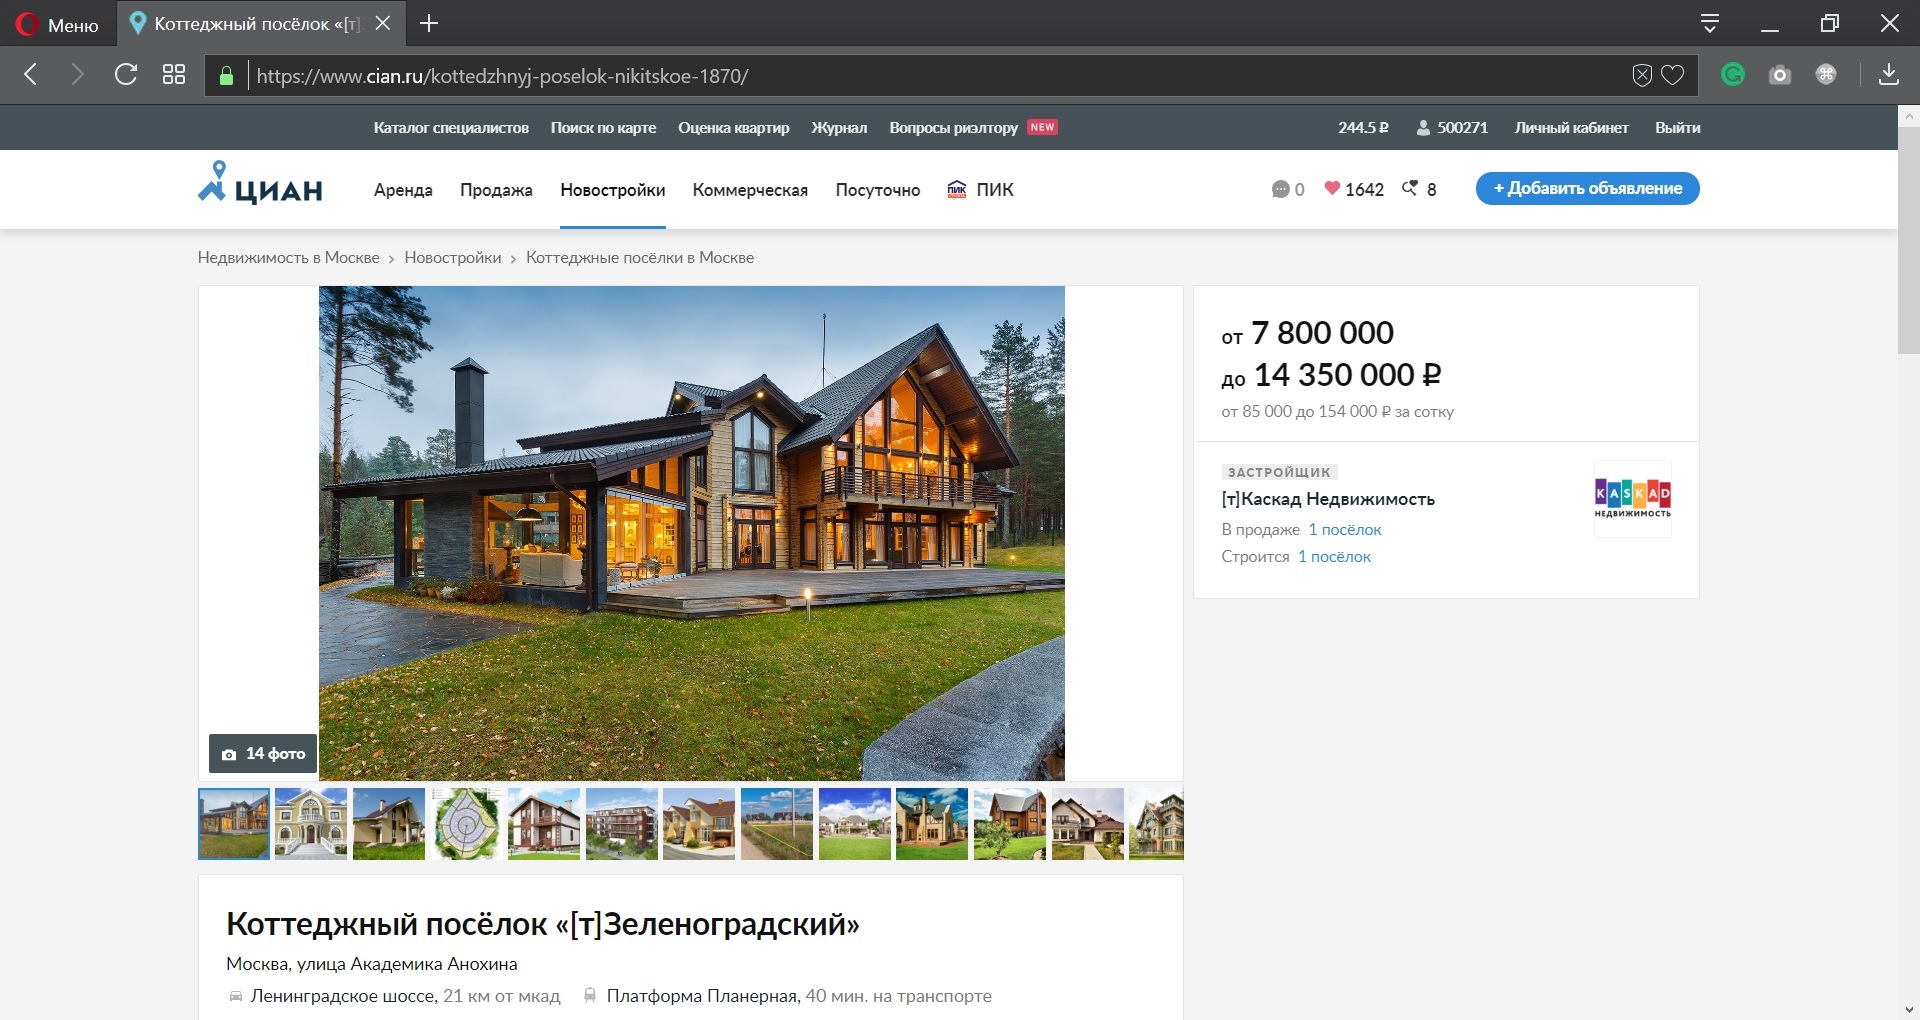 Меню
Коттеджный посёлок «[т]
https://www.cian.ru/kottedzhnyj-poselok-nikitskoe-1870/
Каталог специалистов Поиск по карте Оценка квартир Журнал Вопросы риэлтору NEW 244.5 ₽ 500271 Личный кабинет Выйти
ЦИАН Аренда Продажа Новостройки Коммерческая Посуточно ПИК ПИК 0 1642 8 + Добавить объявление
Недвижимость в Москве › Новостройки › Коттеджные посёлки в Москве
от 7 800 000
до 14 350 000 ₽
от 85 000 до 154 000 ₽ за сотку
ЗАСТРОЙЩИК
[т]Каскад Недвижимость
В продаже 1 посёлок
Строится 1 посёлок
KASKAD
НЕДВИЖИМОСТЬ
14 фото
Коттеджный посёлок «[т]Зеленоградский»
Москва, улица Академика Анохина
Ленинградское шоссе, 21 км от мкад Платформа Планерная, 40 мин. на транспорте